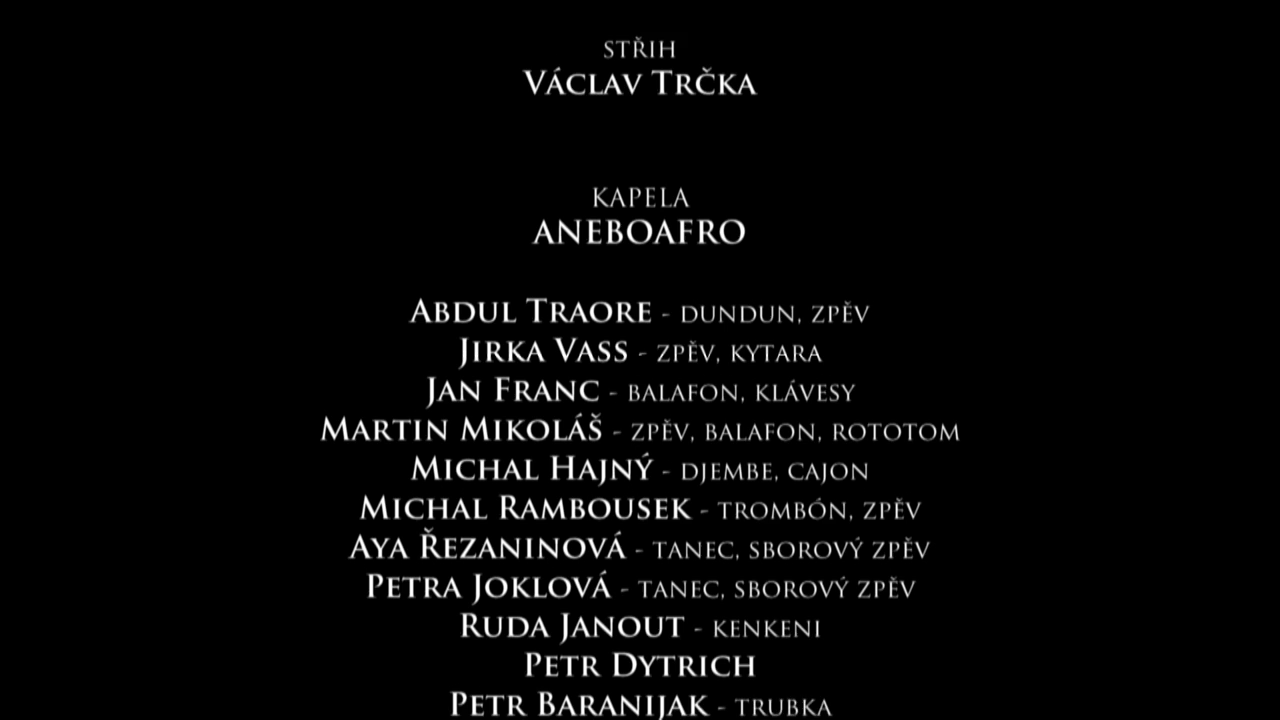 STŘIH
VÁCLAV TRČKA
KAPELA
ANEBOAFRO
ABDUL TRAORE - DUNDUN, ZPĚV
JIRKA VASS - ZPĚV, KYTARA
JAN FRANC - BALAFON, KLÁVESY
MARTIN MIKOLÁŠ - ZPĚV, BALAFON, ROTOTOM
MICHAL HAJNÝ - DJEMBE, CAJON
MICHAL RAMBOUSEK - TROMBÓN, ZPĚV
AYA ŘEZANINOVÁ - TANEC, SBOROVÝ ZPĚV
PETRA JOKLOVÁ - TANEC, SBOROVÝ ZPĚV
RUDA JANOUT - KENKENI
PETR DYTRICH
PETR BARANIJAK - TRUBKA